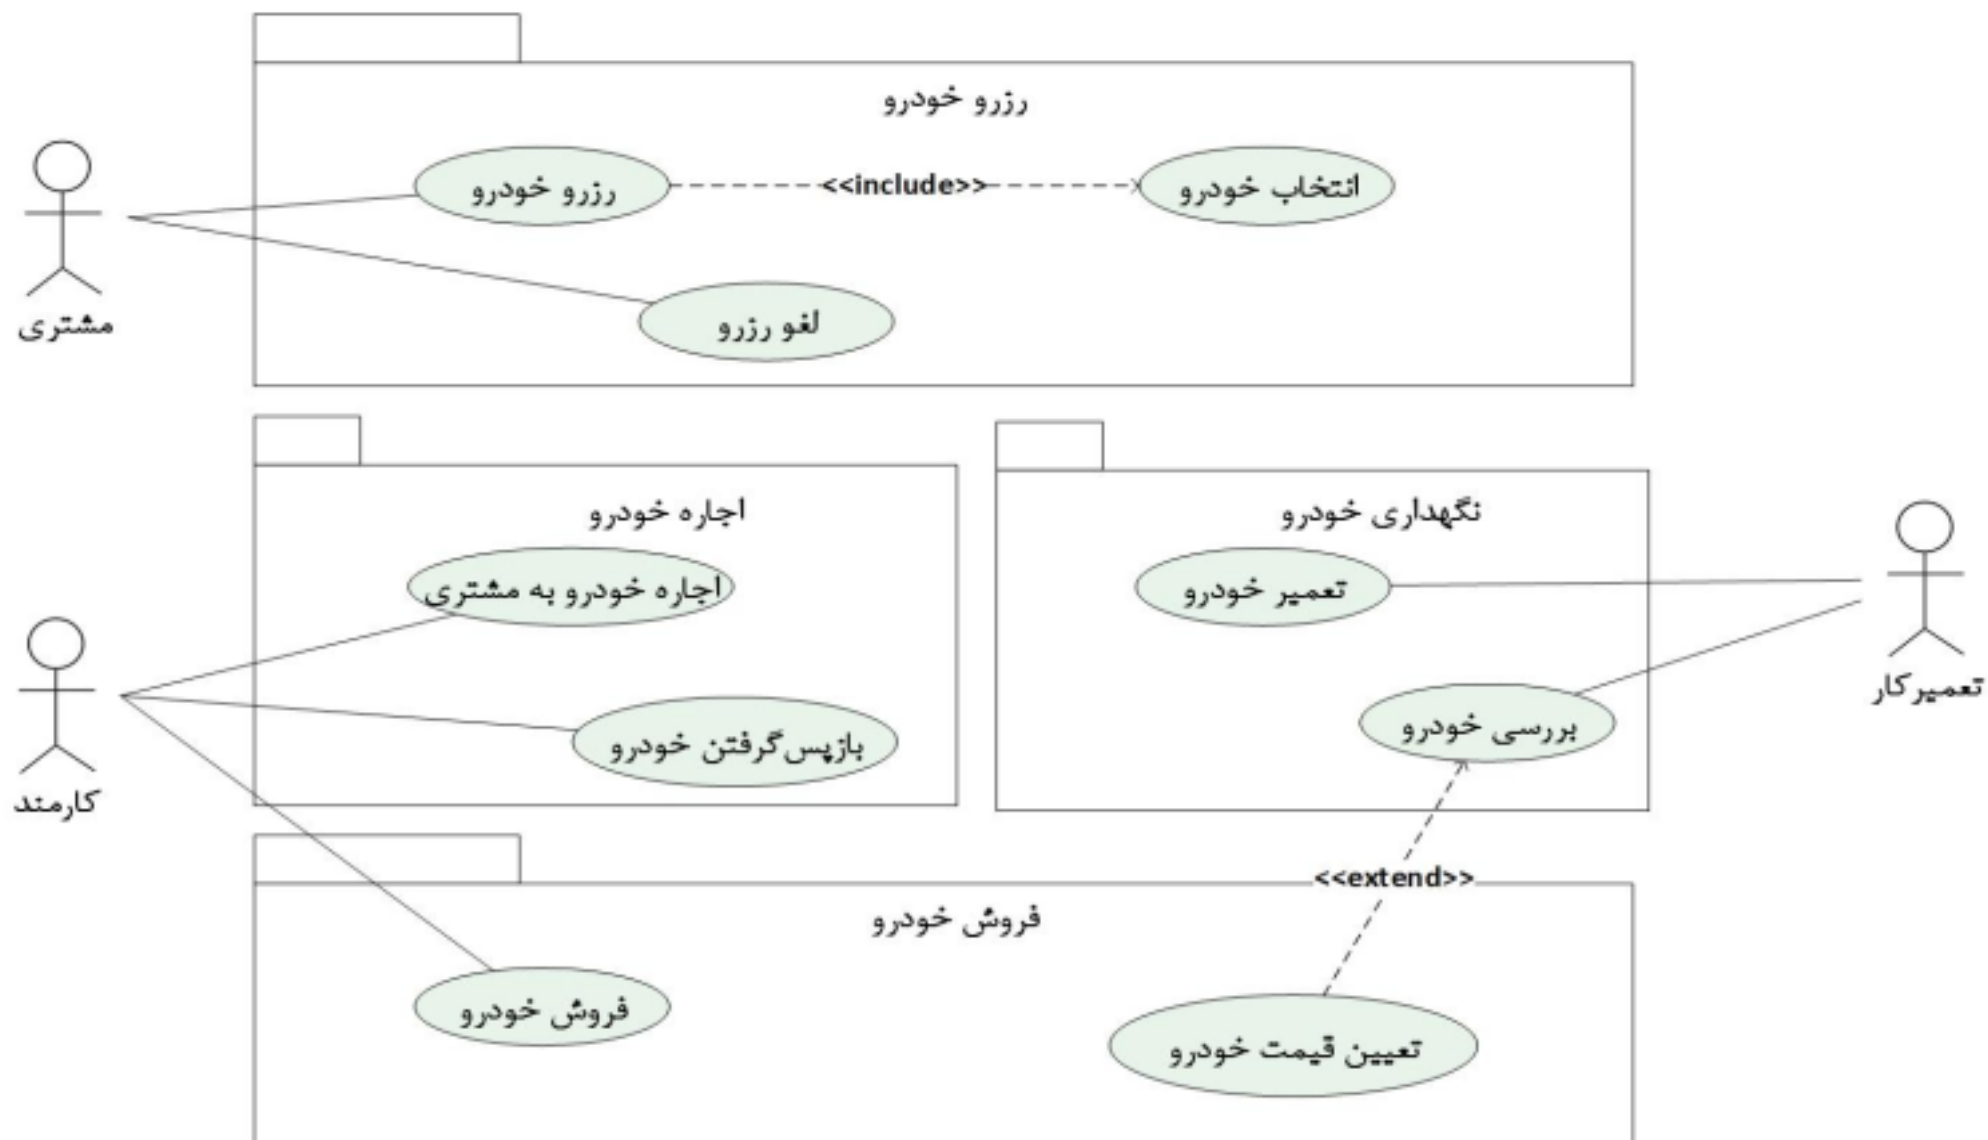 رزرو خودرو
رزرو خودرو
<<include>>
انتخاب خودرو
لغو رزرو
مشتری
اجاره خودرو
اجاره خودرو به مشتری
بازپس‌گرفتن خودرو
کارمند
نگهداری خودرو
تعمیر خودرو
بررسی خودرو
تعمیرکار
<<extend>>
فروش خودرو
فروش خودرو
تعیین قیمت خودرو